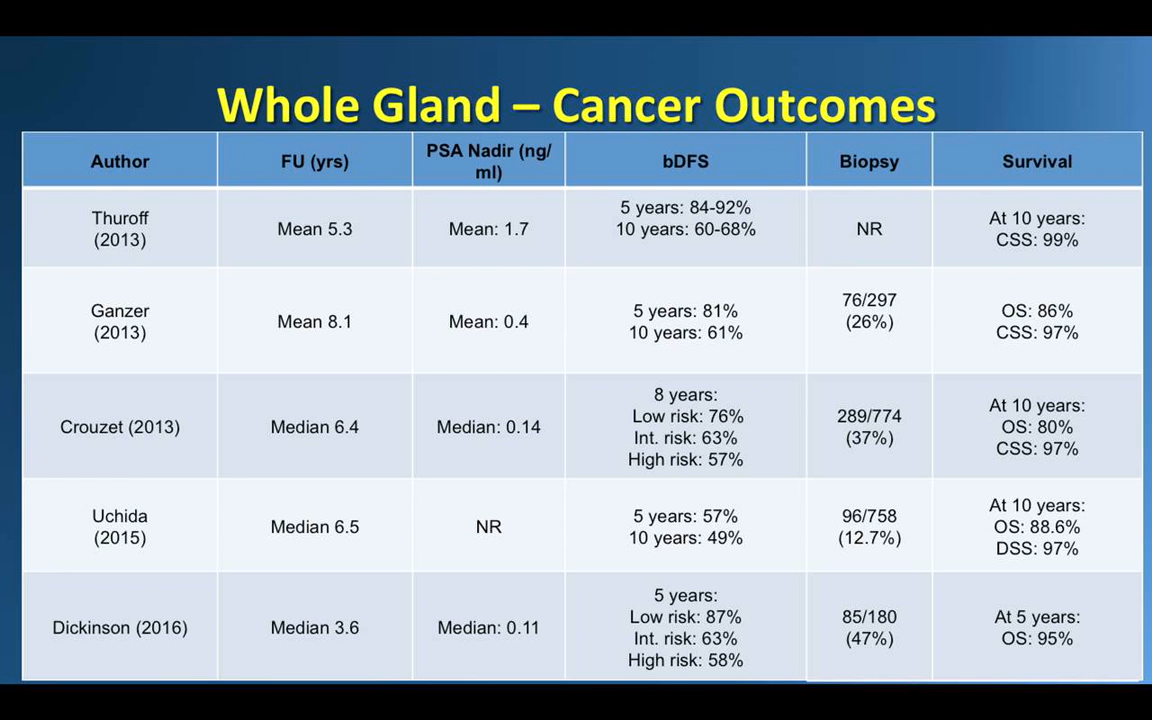 Whole Gland – Cancer Outcomes
Author
FU (yrs)
PSA Nadir (ng/
ml)
bDFS
Biopsy
Survival
Thuroff
(2013)
Mean 5.3
Mean: 1.7
5 years: 84-92%
10 years: 60-68%
NR
At 10 years:
CSS: 99%
Ganzer
(2013)
Mean 8.1
Mean: 0.4
5 years: 81%
10 years: 61%
76/297
(26%)
OS: 86%
CSS: 97%
Crouzet (2013)
Median 6.4
Median: 0.14
8 years:
Low risk: 76%
Int. risk: 63%
High risk: 57%
289/774
(37%)
At 10 years:
OS: 80%
CSS: 97%
Uchida
(2015)
Median 6.5
NR
5 years: 57%
10 years: 49%
96/758
(12.7%)
At 10 years:
OS: 88.6%
DSS: 97%
Dickinson (2016)
Median 3.6
Median: 0.11
5 years:
Low risk: 87%
Int. risk: 63%
High risk: 58%
85/180
(47%)
At 5 years:
OS: 95%